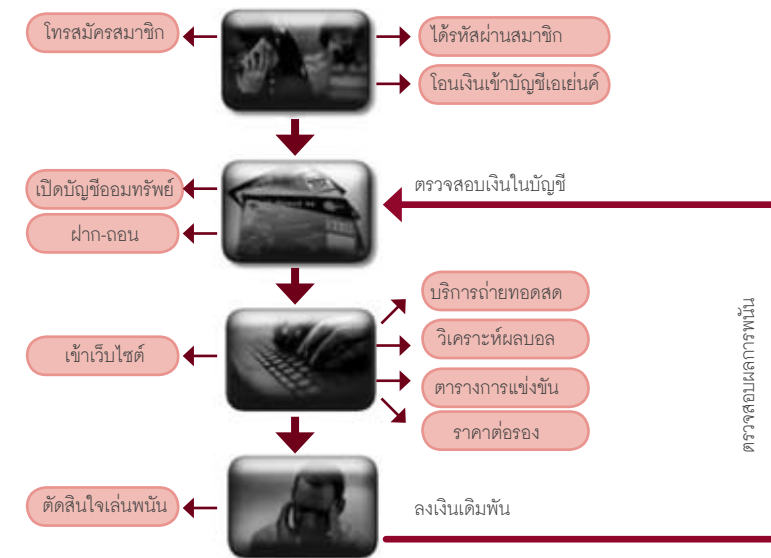 โทรสมัครสมาชิก
ได้รหัสผ่านสมาชิก
โอนเงินเข้าบัญชีเอเย่นค์
เปิดบัญชีออมทรัพย์
ฝาก-ถอน
ตรวจสอบเงินในบัญชี
บริการถ่ายทอดสด
วิเคราะห์ผลบอล
ตารางการแข่งขัน
ราคาต่อรอง
เข้าเว็บไซต์
ตรวจสอบผลการพนัน
ตัดสินใจเล่นพนัน
ลงเงินเดิมพัน